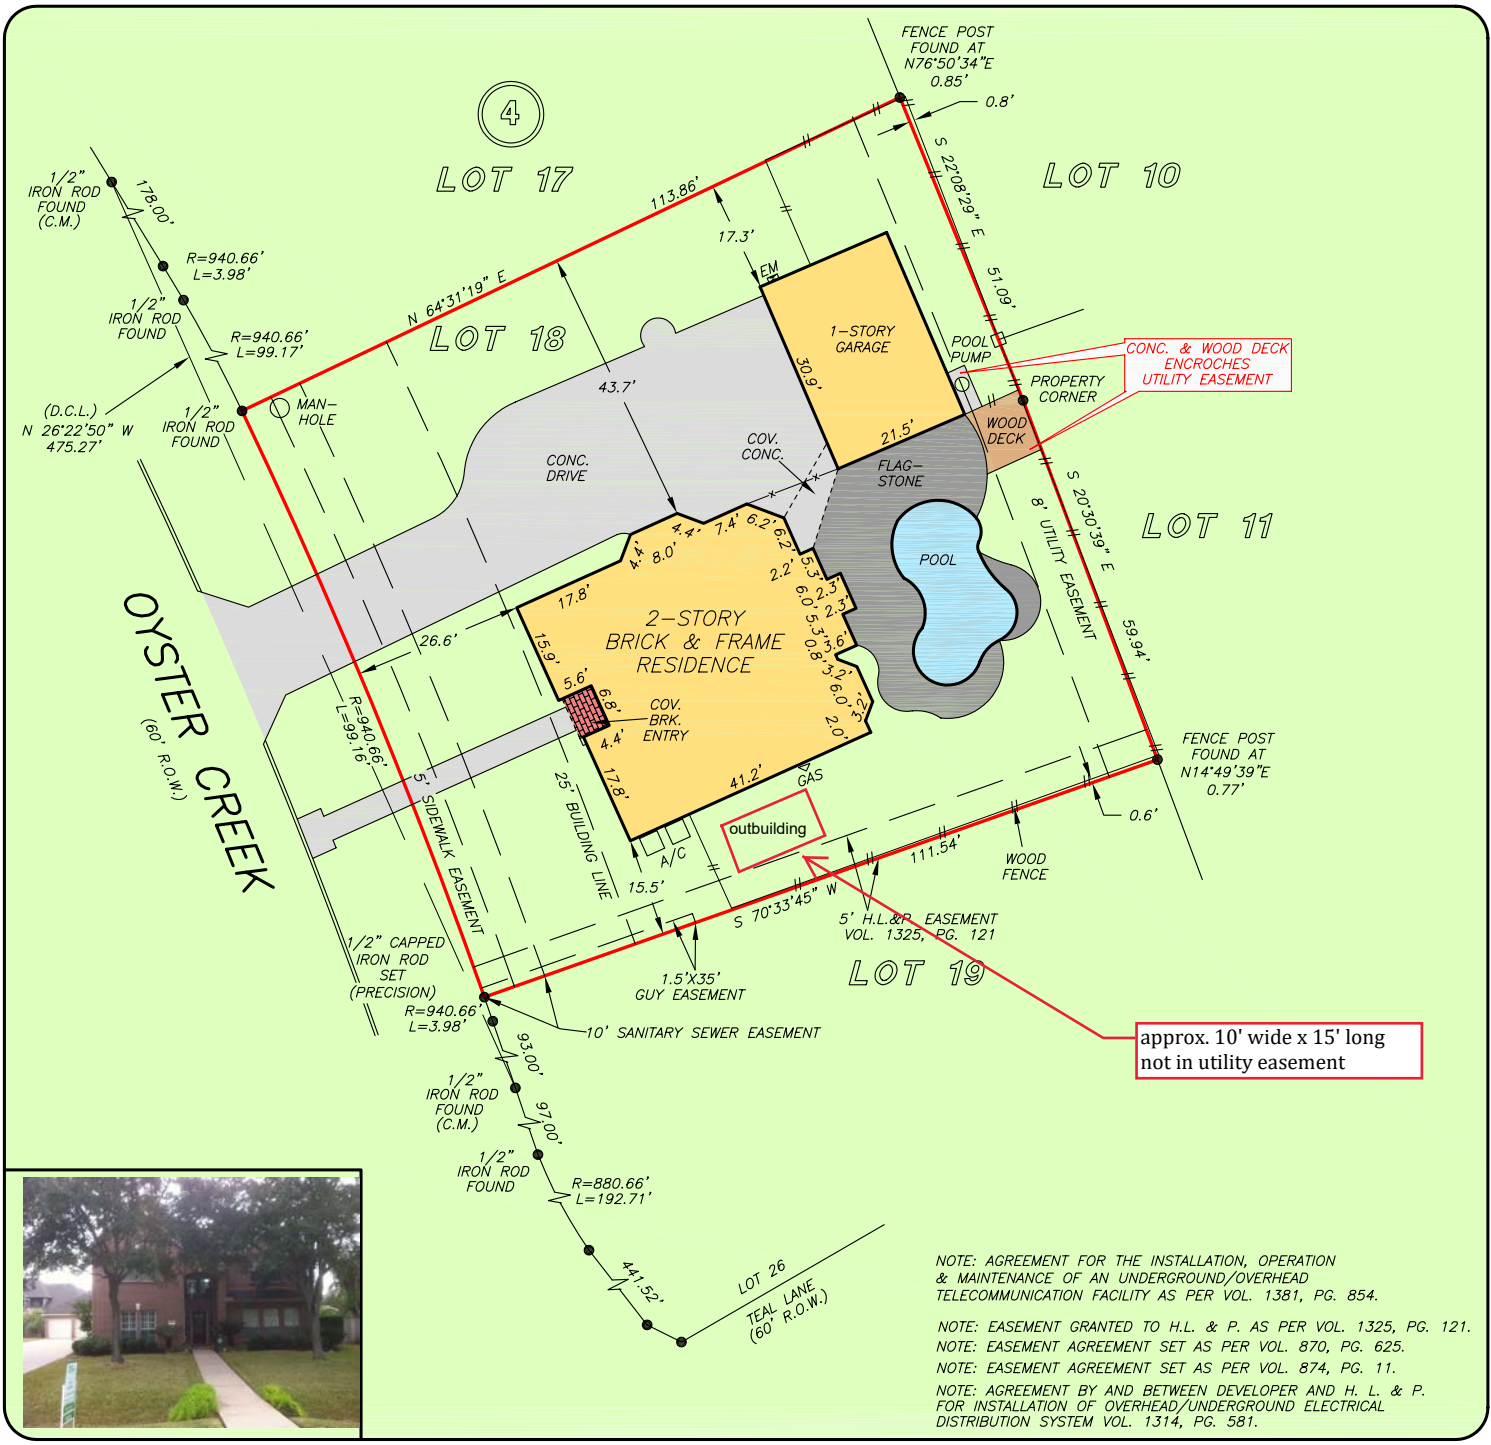 FENCE POST
FOUND AT
N76°50'34"E
0.85'
0.8'
4
LOT 17
LOT 10
1/2"
IRON ROD
FOUND
(C.M.)
178.00'
113.86'
S 22°08'29" E
17.3'
R=940.66'
L=3.98'
EM
51.09'
N 64°31'19" E
1/2"
IRON ROD
FOUND
LOT 18
R=940.66'
L=99.17'
1-STORY
GARAGE
POOL
PUMP
CONC. & WOOD DECK
ENCROCHES
UTILITY EASEMENT
30.9'
43.7'
PROPERTY
CORNER
(D.C.L.)
N 26°22'50" W
475.27'
1/2"
IRON ROD
FOUND
MAN-
HOLE
21.5'
WOOD
DECK
COV.
CONC.
CONC.
DRIVE
FLAG-
STONE
S 20°30'39" E
8' UTILITY EASEMENT
LOT 11
4.4'
8.0'
4.4'
7.4'
6.2'
6.2'
POOL
2.2'
5.3'
2.3'
6.0'
2.3'
5.3'
3.6'
0.8'
3.2'
6.0'
3.2'
2.0'
17.8'
2-STORY
BRICK & FRAME
RESIDENCE
26.6'
15.9'
5.6'
6.8'
COV.
BRK.
ENTRY
4.4'
59.94'
OYSTER CREEK
(60' R.O.W.)
R=940.66'
L=99.16'
17.8'
41.2'
GAS
FENCE POST
FOUND AT
N14°49'39"E
0.77'
5' SIDEWALK EASEMENT
25' BUILDING LINE
outbuilding
0.6'
A/C
111.54'
WOOD
FENCE
15.5'
S 70°33'45" W
5' H.L.&P. EASEMENT
VOL. 1325, PG. 121
1/2" CAPPED
IRON ROD
SET
(PRECISION)
1.5'X35'
GUY EASEMENT
LOT 19
R=940.66'
L=3.98'
10' SANITARY SEWER EASEMENT
approx. 10' wide x 15' long
not in utility easement
93.00'
1/2"
IRON ROD
FOUND
(C.M.)
97.00'
1/2"
IRON ROD
FOUND
R=880.66'
L=192.71'
441.52'
LOT 26
TEAL LANE
(60' R.O.W.)
NOTE: AGREEMENT FOR THE INSTALLATION, OPERATION
& MAINTENANCE OF AN UNDERGROUND/OVERHEAD
TELECOMMUNICATION FACILITY AS PER VOL. 1381, PG. 854.
NOTE: EASEMENT GRANTED TO H.L. & P. AS PER VOL. 1325, PG. 121.
NOTE: EASEMENT AGREEMENT SET AS PER VOL. 870, PG. 625.
NOTE: EASEMENT AGREEMENT SET AS PER VOL. 874, PG. 11.
NOTE: AGREEMENT BY AND BETWEEN DEVELOPER AND H. L. & P.
FOR INSTALLATION OF OVERHEAD/UNDERGROUND ELECTRICAL
DISTRIBUTION SYSTEM VOL. 1314, PG. 581.